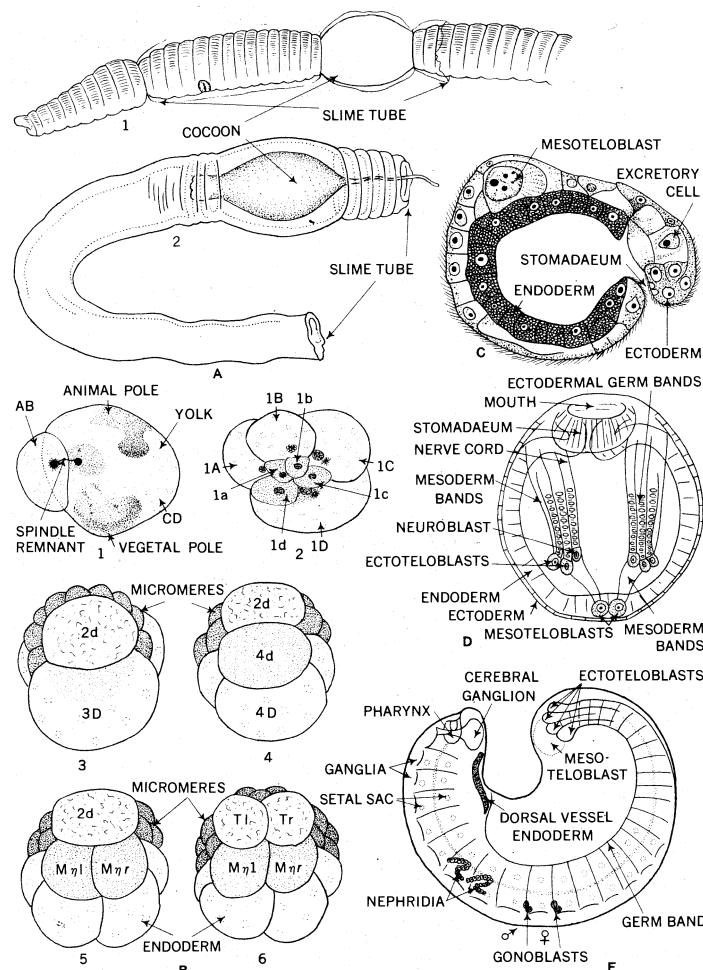 1
SLIME TUBE
COCOON
2
SLIME TUBE
A
MESOTELOBLAST
EXCRETORY
CELL
STOMADAEUM
ENDODERM
C
ECTODERM
ANIMAL POLE
AB
YOLK
CD
SPINDLE
REMNANT
1
VEGETAL POLE
1B
1b
1A
1C
1a
1c
1d
1D
2
ECTODERMAL GERM BANDS
MOUTH
STOMADAEUM
NERVE CORD
MESODERM
BANDS
NEUROBLAST
ECTOTELOBLASTS
ENDODERM
ECTODERM
MESOTELOBLASTS
MESODERM
BANDS
D
MICROMERES
2d
3D
3
2d
4d
4D
4
MICROMERES
2d
Mηl
Mηr
5
Tl
Tr
Mηl
Mηr
6
ENDODERM
B
CEREBRAL
GANGLION
ECTOTELOBLASTS
PHARYNX
MESO-
TELOBLAST
GANGLIA
SETAL SAC
DORSAL VESSEL
ENDODERM
NEPHRIDIA
GERM BAND
♂
♀
GONOBLASTS
E